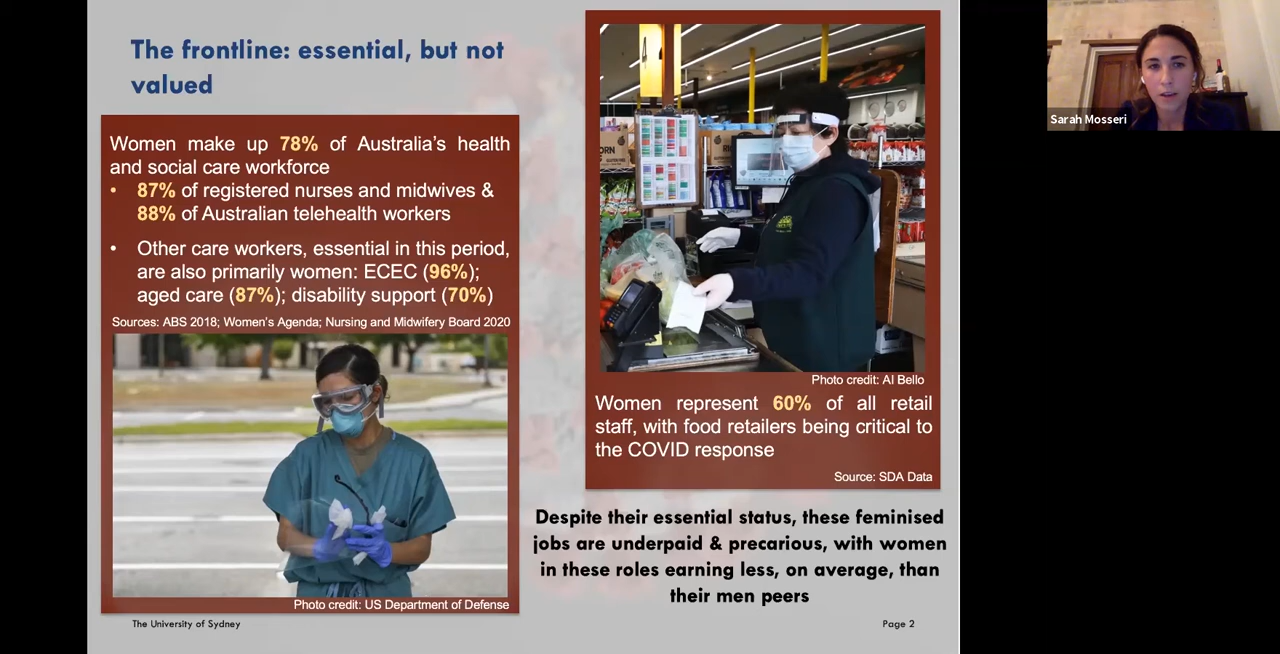 The frontline: essential, but not
valued
Women make up 78% of Australia's health
and social care workforce
• 87% of registered nurses and midwives &
88% of Australian telehealth workers
• Other care workers, essential in this period,
are also primarily women: ECEC (96%);
aged care (87%); disability support (70%)
Sources: ABS 2018; Women's Agenda; Nursing and Midwifery Board 2020
Photo credit: US Department of Defense
Photo credit: Al Bello
Women represent 60% of all retail
staff, with food retailers being critical to
the COVID response
Source: SDA Data
Despite their essential status, these feminised
jobs are underpaid & precarious, with women
in these roles earning less, on average, than
their men peers
The University of Sydney
Page 2
Sarah Mosseri